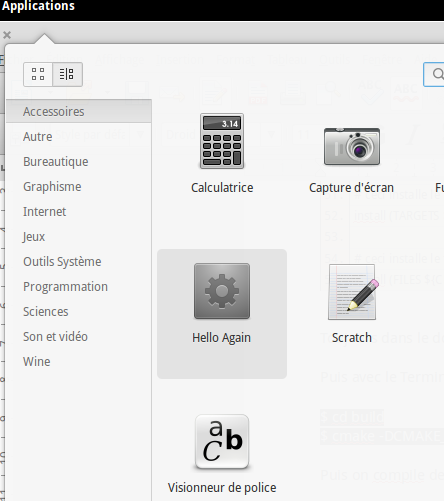 Applications
Accessoires
Autre
Bureautique
Graphisme
Internet
Jeux
Outils Système
Programmation
Sciences
Son et vidéo
Wine
3.14
Calculatrice
Capture d'écran
Hello Again
Scratch
a b
C
Visionneur de police